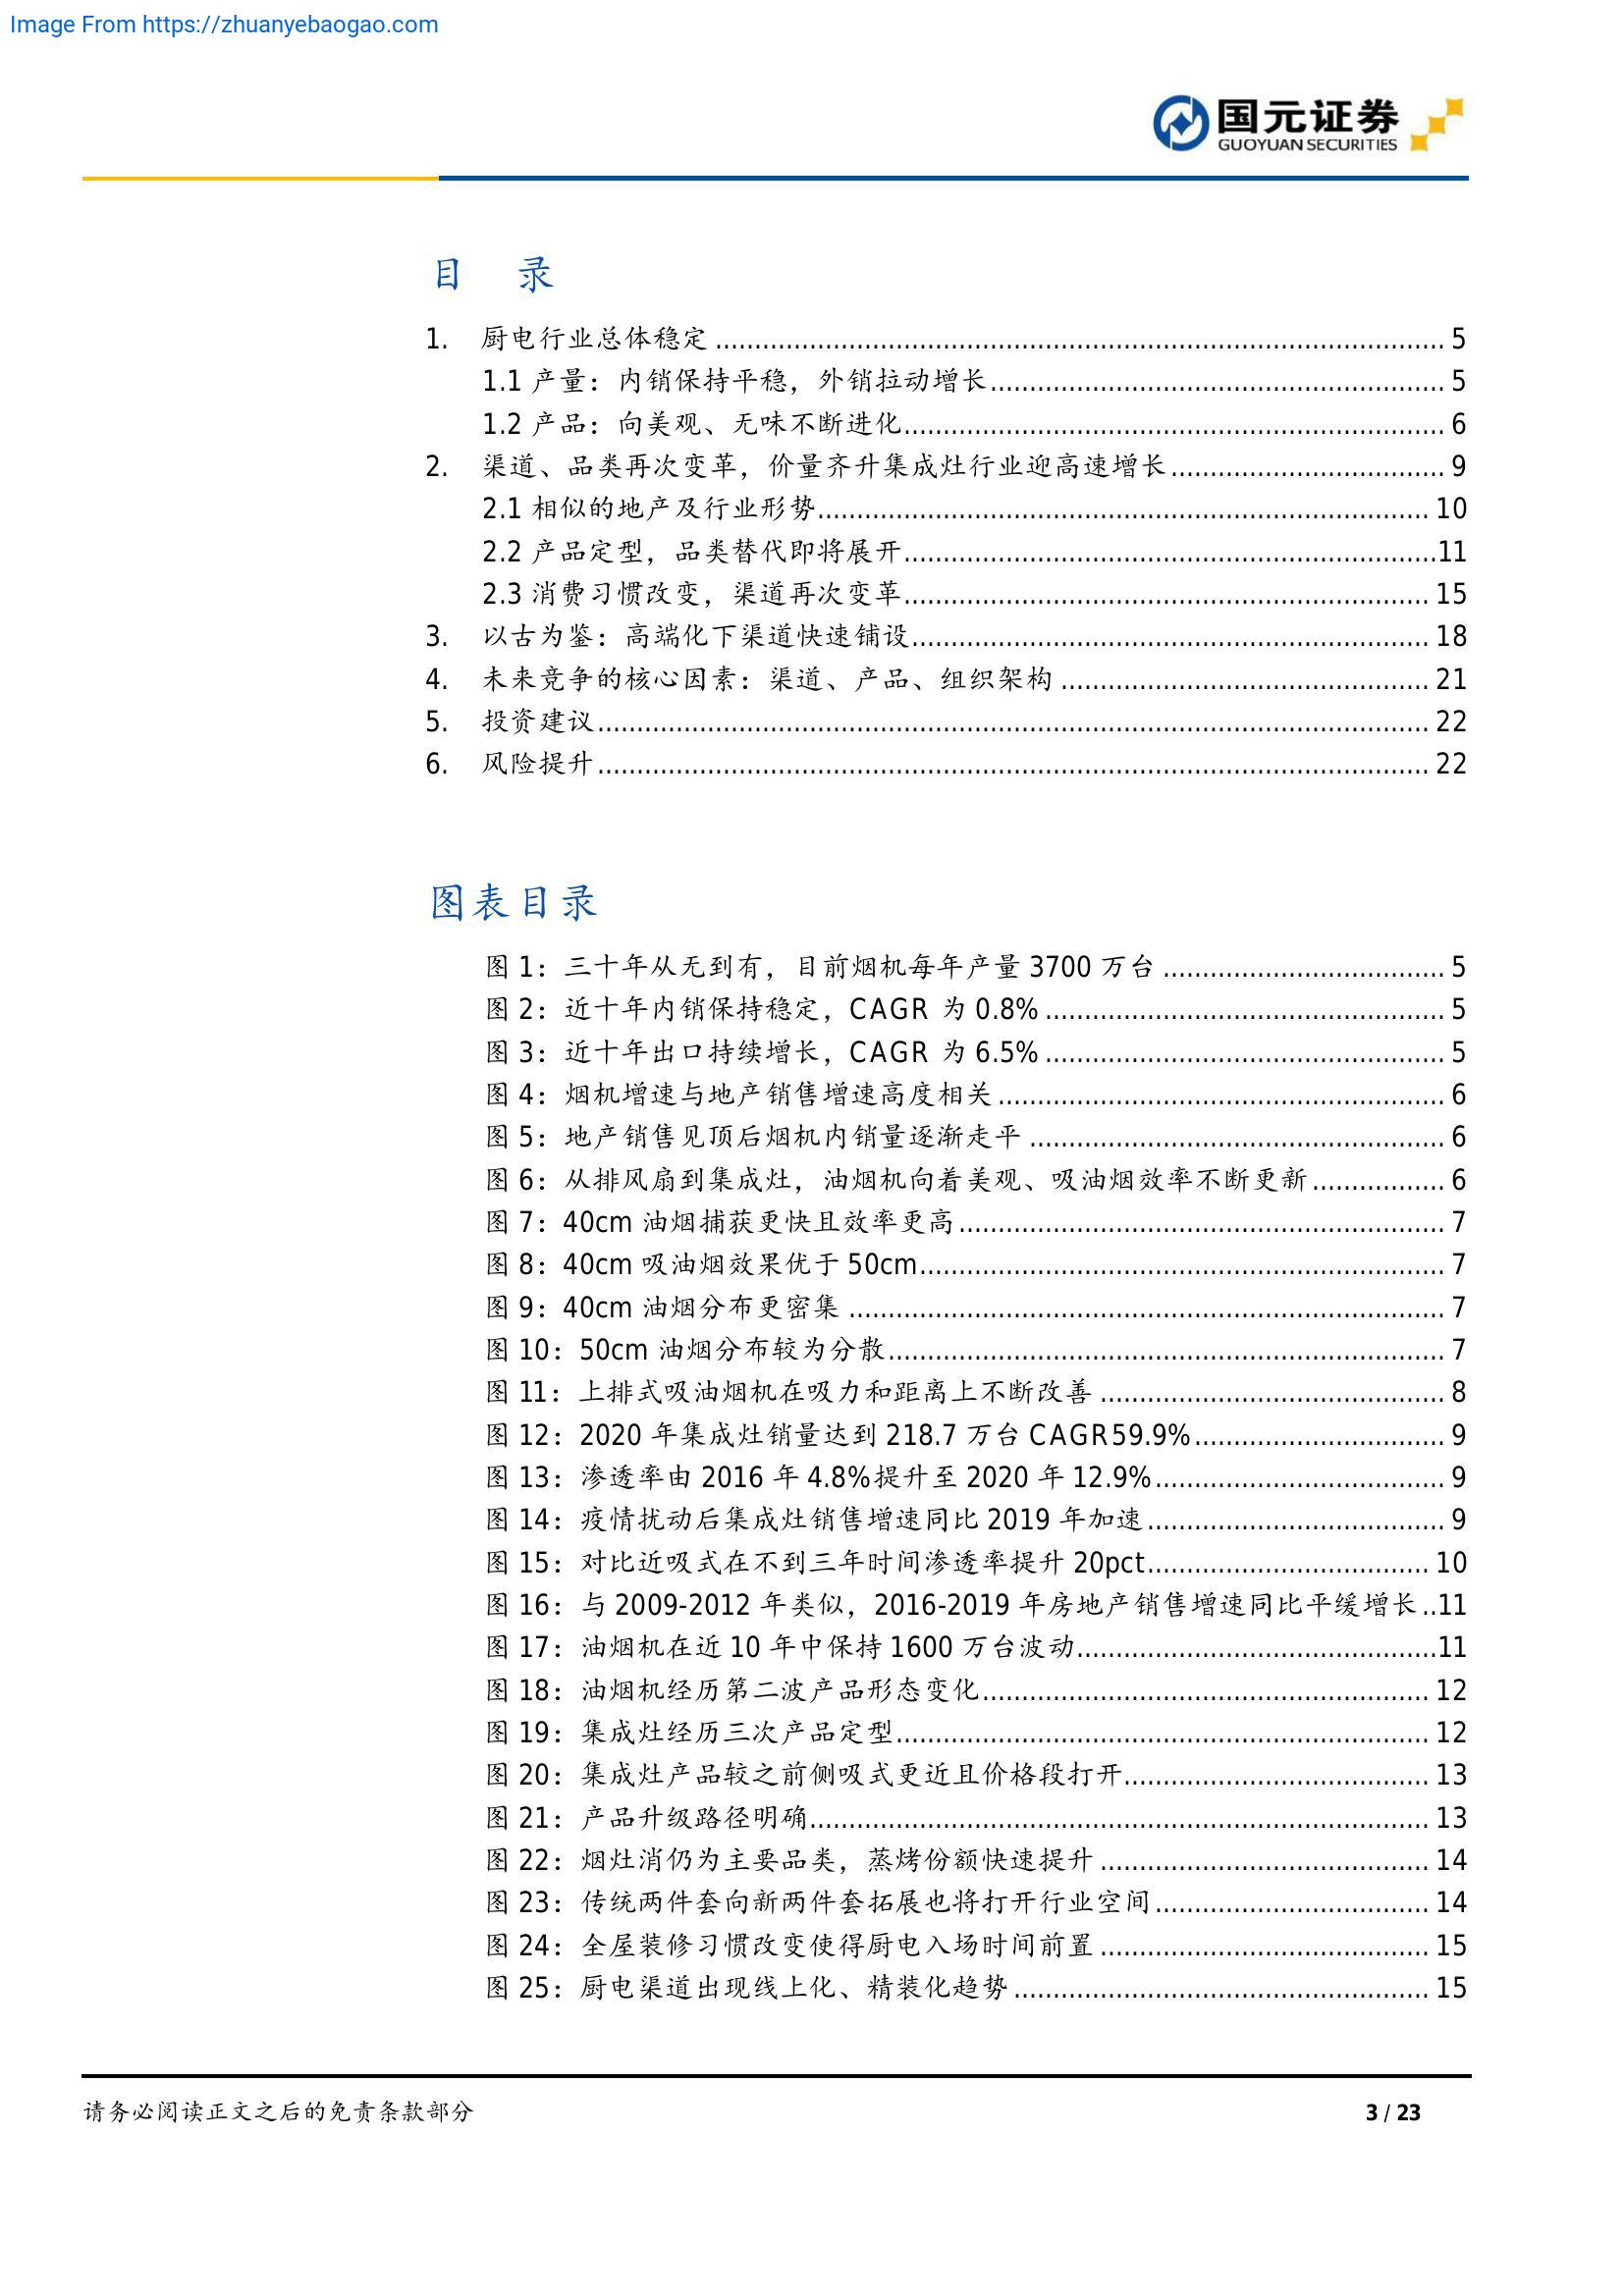 Image From https://zhuanyebaogao.com
国元证券
GUOYUAN SECURITIES
目 录
1. 厨电行业总体稳定 ........ 5
1.1 产量：内销保持平稳，外销拉动增长 ........ 5
1.2 产品：向美观、无味不断进化 ........ 6
2. 渠道、品类再次变革，价量齐升集成灶行业迎高速增长 ........ 9
2.1 相似的地产及行业形势 ........ 10
2.2 产品定型，品类替代即将展开 ........ 11
2.3 消费习惯改变，渠道再次变革 ........ 15
3. 以古为鉴：高端化下渠道快速铺设 ........ 18
4. 未来竞争的核心因素：渠道、产品、组织架构 ........ 21
5. 投资建议 ........ 22
6. 风险提升 ........ 22
图表目录
图 1：三十年从无到有，目前烟机每年产量 3700 万台 ........ 5
图 2：近十年内销保持稳定，CAGR 为 0.8% ........ 5
图 3：近十年出口持续增长，CAGR 为 6.5% ........ 5
图 4：烟机增速与地产销售增速高度相关 ........ 6
图 5：地产销售见顶后烟机内销量逐渐走平 ........ 6
图 6：从排风扇到集成灶，油烟机向着美观、吸油烟效率不断更新 ........ 6
图 7：40cm 油烟捕获更快且效率更高 ........ 7
图 8：40cm 吸油烟效果优于 50cm ........ 7
图 9：40cm 油烟分布更密集 ........ 7
图 10：50cm 油烟分布较为分散 ........ 7
图 11：上排式吸油烟机在吸力和距离上不断改善 ........ 8
图 12：2020 年集成灶销量达到 218.7 万台 CAGR59.9% ........ 9
图 13：渗透率由 2016 年 4.8%提升至 2020 年 12.9% ........ 9
图 14：疫情扰动后集成灶销售增速同比 2019 年加速 ........ 9
图 15：对比近吸式在不到三年时间渗透率提升 20pct ........ 10
图 16：与 2009-2012 年类似，2016-2019 年房地产销售增速同比平缓增长 ..11
图 17：油烟机在近 10 年中保持 1600 万台波动 ........ 11
图 18：油烟机经历第二波产品形态变化 ........ 12
图 19：集成灶经历三次产品定型 ........ 12
图 20：集成灶产品较之前侧吸式更近且价格段打开 ........ 13
图 21：产品升级路径明确 ........ 13
图 22：烟灶消仍为主要品类，蒸烤份额快速提升 ........ 14
图 23：传统两件套向新两件套拓展也将打开行业空间 ........ 14
图 24：全屋装修习惯改变使得厨电入场时间前置 ........ 15
图 25：厨电渠道出现线上化、精装化趋势 ........ 15
请务必阅读正文之后的免责条款部分
3 / 23